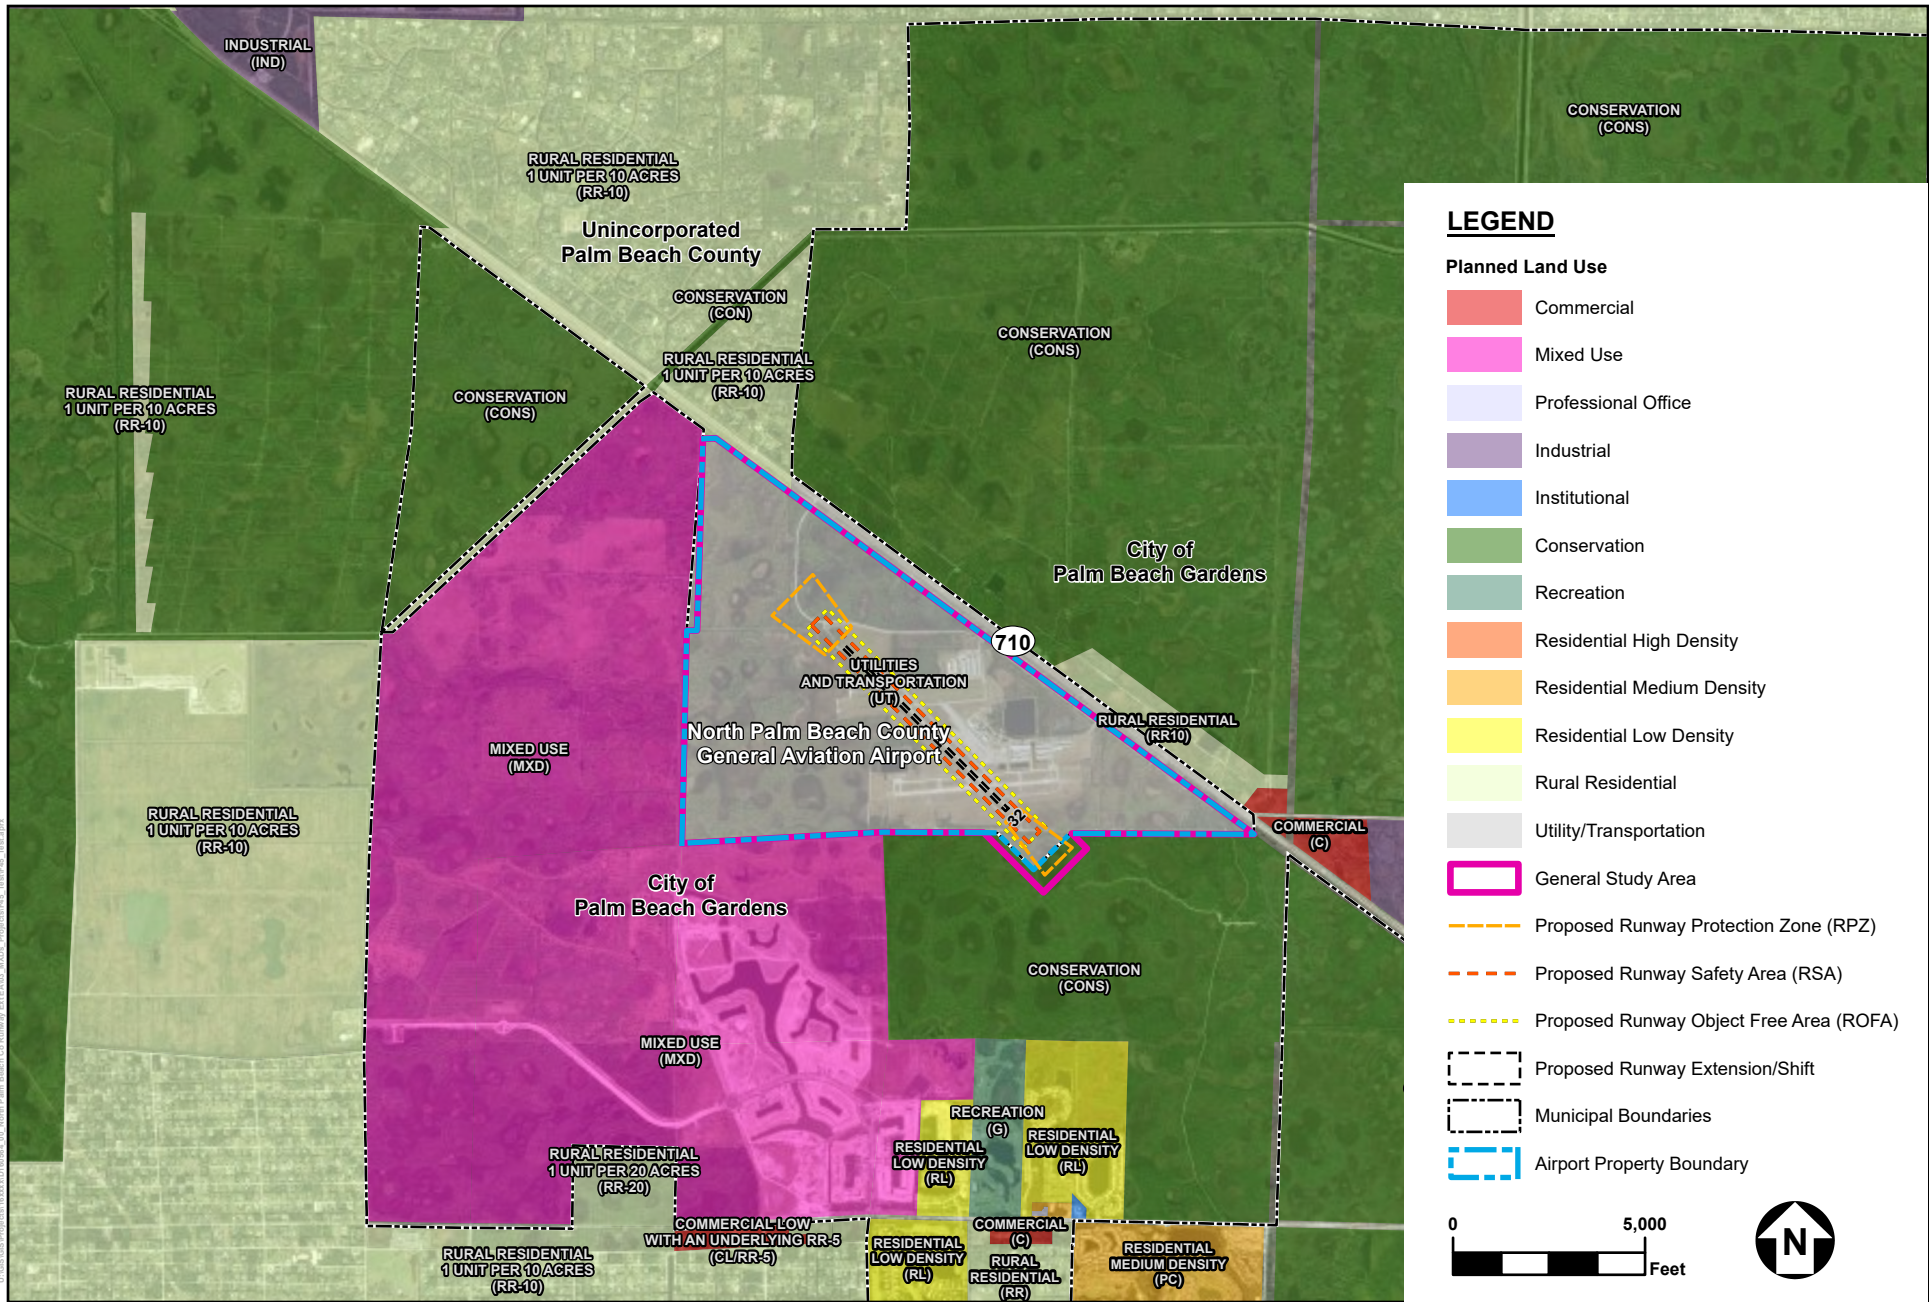 INDUSTRIAL
(IND)
CONSERVATION
(CONS)
RURAL RESIDENTIAL
1 UNIT PER 10 ACRES
(RR-10)
Unincorporated
Palm Beach County
CONSERVATION
(CON)
CONSERVATION
(CONS)
RURAL RESIDENTIAL
1 UNIT PER 10 ACRES
(RR-10)
RURAL RESIDENTIAL
1 UNIT PER 10 ACRES
(RR-10)
CONSERVATION
(CONS)
City of
Palm Beach Gardens
710
UTILITIES
AND TRANSPORTATION
(UT)
RURAL RESIDENTIAL
(RR10)
North Palm Beach County
General Aviation Airport
MIXED USE
(MXD)
RURAL RESIDENTIAL
1 UNIT PER 10 ACRES
(RR-10)
32
COMMERCIAL
(C)
City of
Palm Beach Gardens
CONSERVATION
(CONS)
MIXED USE
(MXD)
RECREATION
(G)
RESIDENTIAL
LOW DENSITY
(RL)
RESIDENTIAL
LOW DENSITY
(RL)
RURAL RESIDENTIAL
1 UNIT PER 20 ACRES
(RR-20)
COMMERCIAL LOW
WITH AN UNDERLYING RR-5
(CL/RR-5)
COMMERCIAL
(C)
RURAL RESIDENTIAL
1 UNIT PER 10 ACRES
(RR-10)
RESIDENTIAL
LOW DENSITY
(RL)
RURAL
RESIDENTIAL
(RR)
RESIDENTIAL
MEDIUM DENSITY
(PC)
LEGEND
Planned Land Use
Commercial
Mixed Use
Professional Office
Industrial
Institutional
Conservation
Recreation
Residential High Density
Residential Medium Density
Residential Low Density
Rural Residential
Utility/Transportation
General Study Area
Proposed Runway Protection Zone (RPZ)
Proposed Runway Safety Area (RSA)
Proposed Runway Object Free Area (ROFA)
Proposed Runway Extension/Shift
Municipal Boundaries
Airport Property Boundary
0 5,000
Feet
N